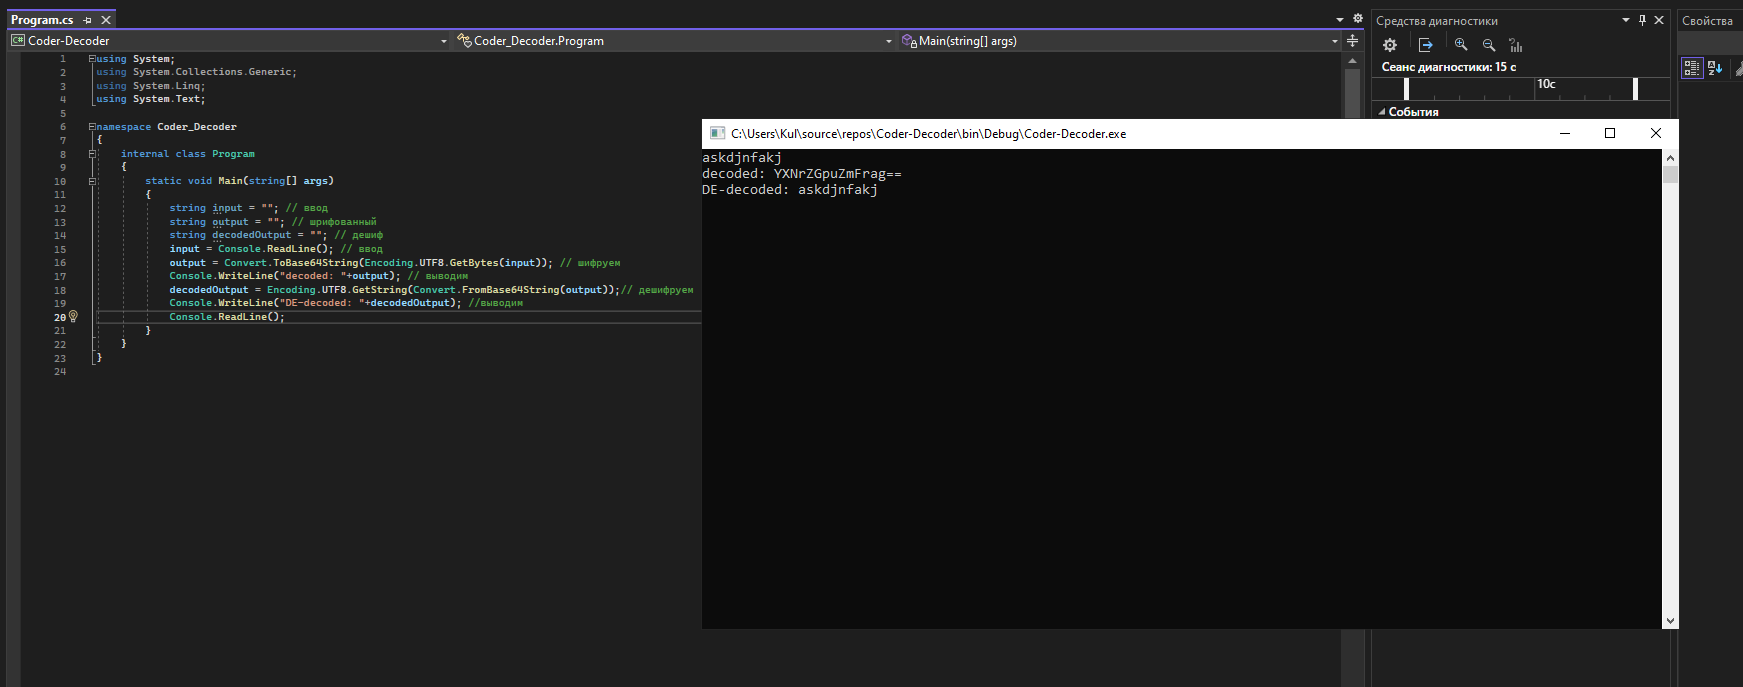 Program.cs
Coder-Decoder
Coder_Decoder.Program
Main(string[] args)
1 using System;
2 using System.Collections.Generic;
3 using System.Linq;
4 using System.Text;
5
6 namespace Coder_Decoder
7 {
8 internal class Program
9 {
10 static void Main(string[] args)
11 {
12 string input = ""; // ввод
13 string output = ""; // шрифованный
14 string decodedOutput = ""; // дешиф
15 input = Console.ReadLine(); // ввод
16 output = Convert.ToBase64String(Encoding.UTF8.GetBytes(input)); // шифруем
17 Console.WriteLine("decoded: "+output); // выводим
18 decodedOutput = Encoding.UTF8.GetString(Convert.FromBase64String(output));// дешифруем
19 Console.WriteLine("DE-decoded: "+decodedOutput); //выводим
20 Console.ReadLine();
21 }
22 }
23 }
24
C:\Users\Kul\source\repos\Coder-Decoder\bin\Debug\Coder-Decoder.exe
askdjnfakj
decoded: YXNrZGpuZmFrag==
DE-decoded: askdjnfakj
Средства диагностики
Сеанс диагностики: 15 с
10с
События
Свойства